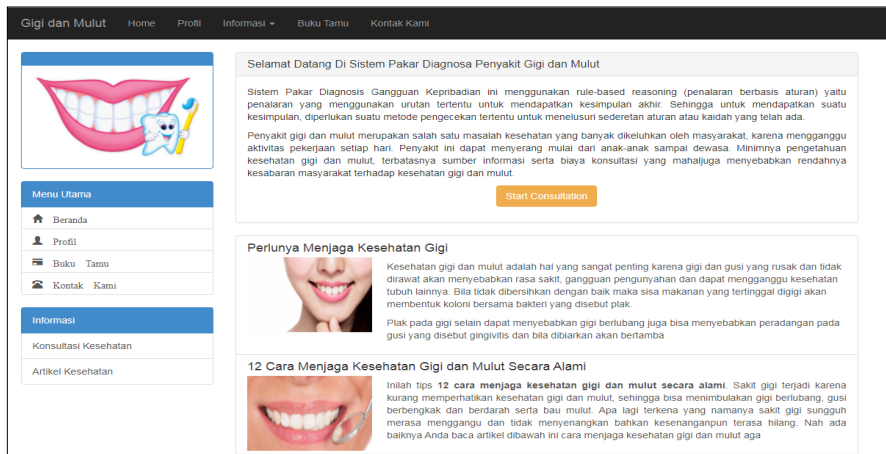 Gigi dan Mulut Home Profil Informasi Buku Tamu Kontak Kami
Menu Utama
Beranda
Profil
Buku Tamu
Kontak Kami
Informasi
Konsultasi Kesehatan
Artikel Kesehatan
Selamat Datang Di Sistem Pakar Diagnosa Penyakit Gigi dan Mulut
Sistem Pakar Diagnosis Gangguan Kepribadian ini menggunakan rule-based reasoning (penalaran berbasis aturan) yaitu
penalaran yang menggunakan urutan tertentu untuk mendapatkan kesimpulan akhir. Sehingga untuk mendapatkan suatu
kesimpulan, diperlukan suatu metode pengecekan tertentu untuk menelusuri sederetan aturan atau kaidah yang telah ada.
Penyakit gigi dan mulut merupakan salah satu masalah kesehatan yang banyak dikeluhkan oleh masyarakat, karena mengganggu
aktivitas pekerjaan setiap hari. Penyakit ini dapat menyerang mulai dari anak-anak sampai dewasa. Minimnya pengetahuan
kesehatan gigi dan mulut, terbatasnya sumber informasi serta biaya konsultasi yang mahaljuga menyebabkan rendahnya
kesabaran masyarakat terhadap kesehatan gigi dan mulut.
Start Consultation
Perlunya Menjaga Kesehatan Gigi
Kesehatan gigi dan mulut adalah hal yang sangat penting karena gigi dan gusi yang rusak dan tidak
dirawat akan menyebabkan rasa sakit, gangguan pengunyahan dan dapat mengganggu kesehatan
tubuh lainnya. Bila tidak dibersihkan dengan baik maka sisa makanan yang tertinggal digigi akan
membentuk koloni bersama bakteri yang disebut plak.
Plak pada gigi selain dapat menyebabkan gigi berlubang juga bisa menyebabkan peradangan pada
gusi yang disebut gingivitis dan bila dibiarkan akan bertamba
12 Cara Menjaga Kesehatan Gigi dan Mulut Secara Alami
Inilah tips 12 cara menjaga kesehatan gigi dan mulut secara alami. Sakit gigi terjadi karena
kurang memperhatikan kesehatan gigi dan mulut, sehingga bisa menimbulakan gigi berlubang, gusi
berbengkak dan berdarah serta bau mulut. Apa lagi terkena yang namanya sakit gigi sungguh
merasa menggangu dan tidak menyenangkan bahkan kesenanganpun terasa hilang. Nah ada
baiknya Anda baca artikel dibawah ini cara menjaga kesehatan gigi dan mulut aga